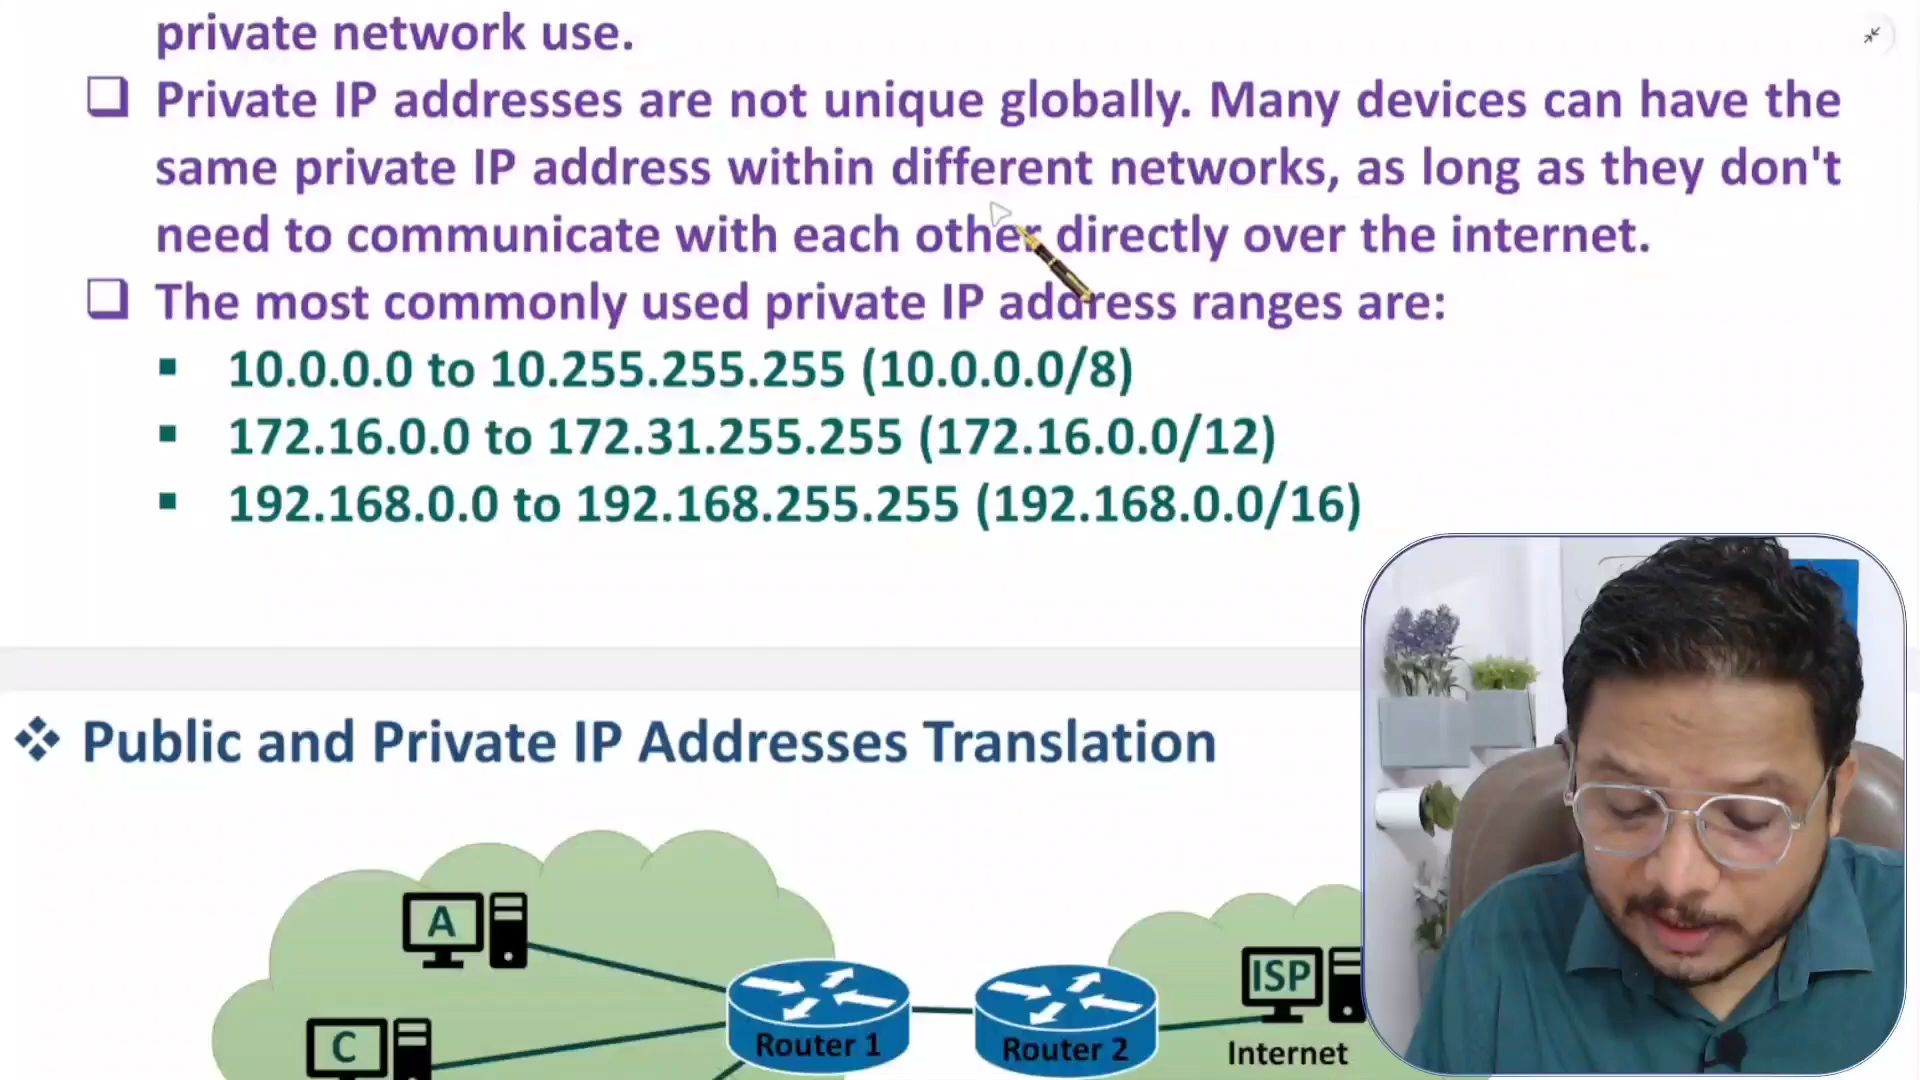 private network use.
❑ Private IP addresses are not unique globally. Many devices can have the
same private IP address within different networks, as long as they don't
need to communicate with each other directly over the internet.
❑ The most commonly used private IP address ranges are:
▪ 10.0.0.0 to 10.255.255.255 (10.0.0.0/8)
▪ 172.16.0.0 to 172.31.255.255 (172.16.0.0/12)
▪ 192.168.0.0 to 192.168.255.255 (192.168.0.0/16)
❖ Public and Private IP Addresses Translation
A
ISP
C
Router 1
Router 2
Internet